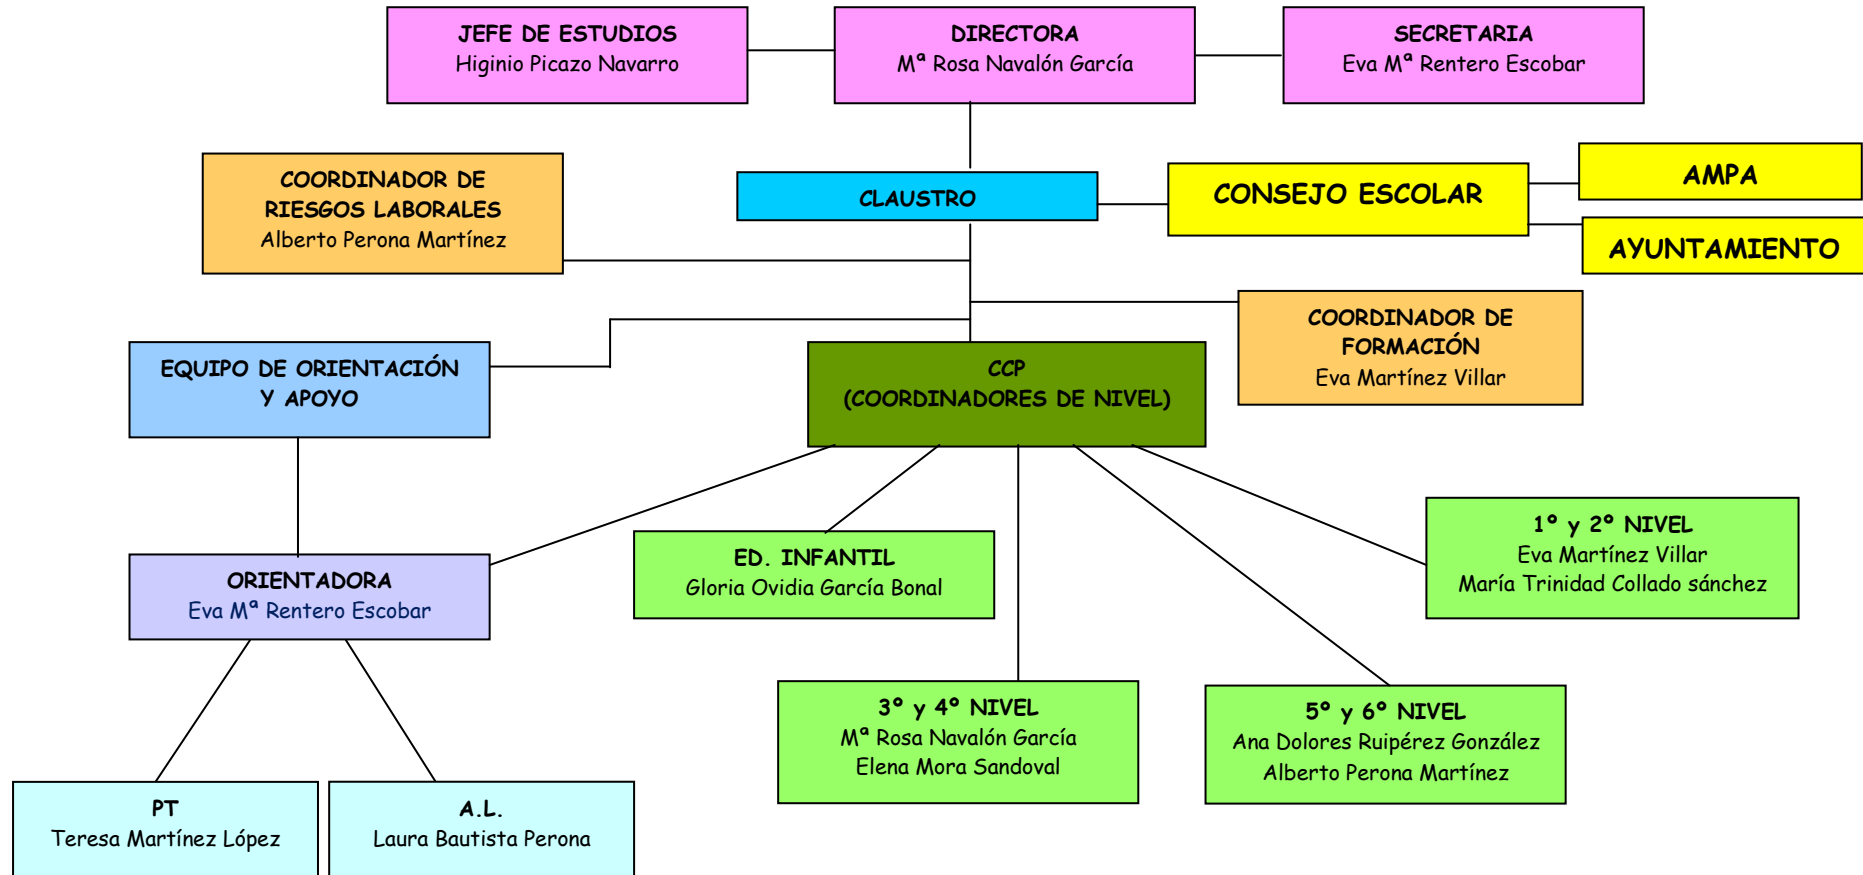 JEFE DE ESTUDIOS
Higinio Picazo Navarro
DIRECTORA
Mª Rosa Navalón García
SECRETARIA
Eva Mª Rentero Escobar
COORDINADOR DE
RIESGOS LABORALES
Alberto Perona Martínez
CLAUSTRO
CONSEJO ESCOLAR
AMPA
AYUNTAMIENTO
COORDINADOR DE
FORMACIÓN
Eva Martínez Villar
EQUIPO DE ORIENTACIÓN
Y APOYO
CCP
(COORDINADORES DE NIVEL)
ORIENTADORA
Eva Mª Rentero Escobar
ED. INFANTIL
Gloria Ovidia García Bonal
1º y 2º NIVEL
Eva Martínez Villar
María Trinidad Collado sánchez
3º y 4º NIVEL
Mª Rosa Navalón García
Elena Mora Sandoval
5º y 6º NIVEL
Ana Dolores Ruipérez González
Alberto Perona Martínez
PT
Teresa Martínez López
A.L.
Laura Bautista Perona